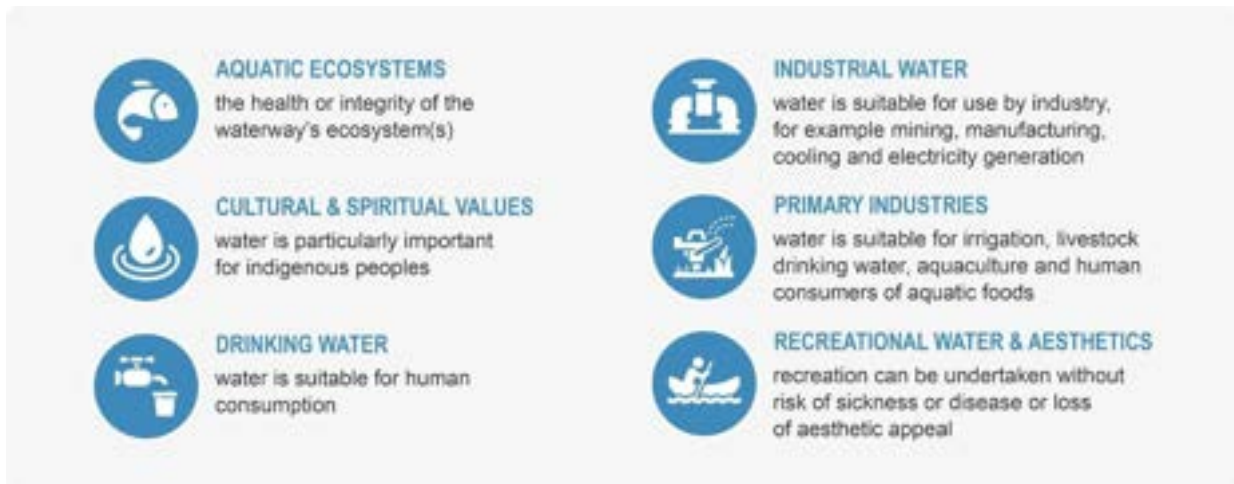 AQUATIC ECOSYSTEMS
the health or integrity of the
waterway's ecosystem(s)
CULTURAL & SPIRITUAL VALUES
water is particularly important
for indigenous peoples
DRINKING WATER
water is suitable for human
consumption
INDUSTRIAL WATER
water is suitable for use by industry,
for example mining, manufacturing,
cooling and electricity generation
PRIMARY INDUSTRIES
water is suitable for irrigation, livestock
drinking water, aquaculture and human
consumers of aquatic foods
RECREATIONAL WATER & AESTHETICS
recreation can be undertaken without
risk of sickness or disease or loss
of aesthetic appeal